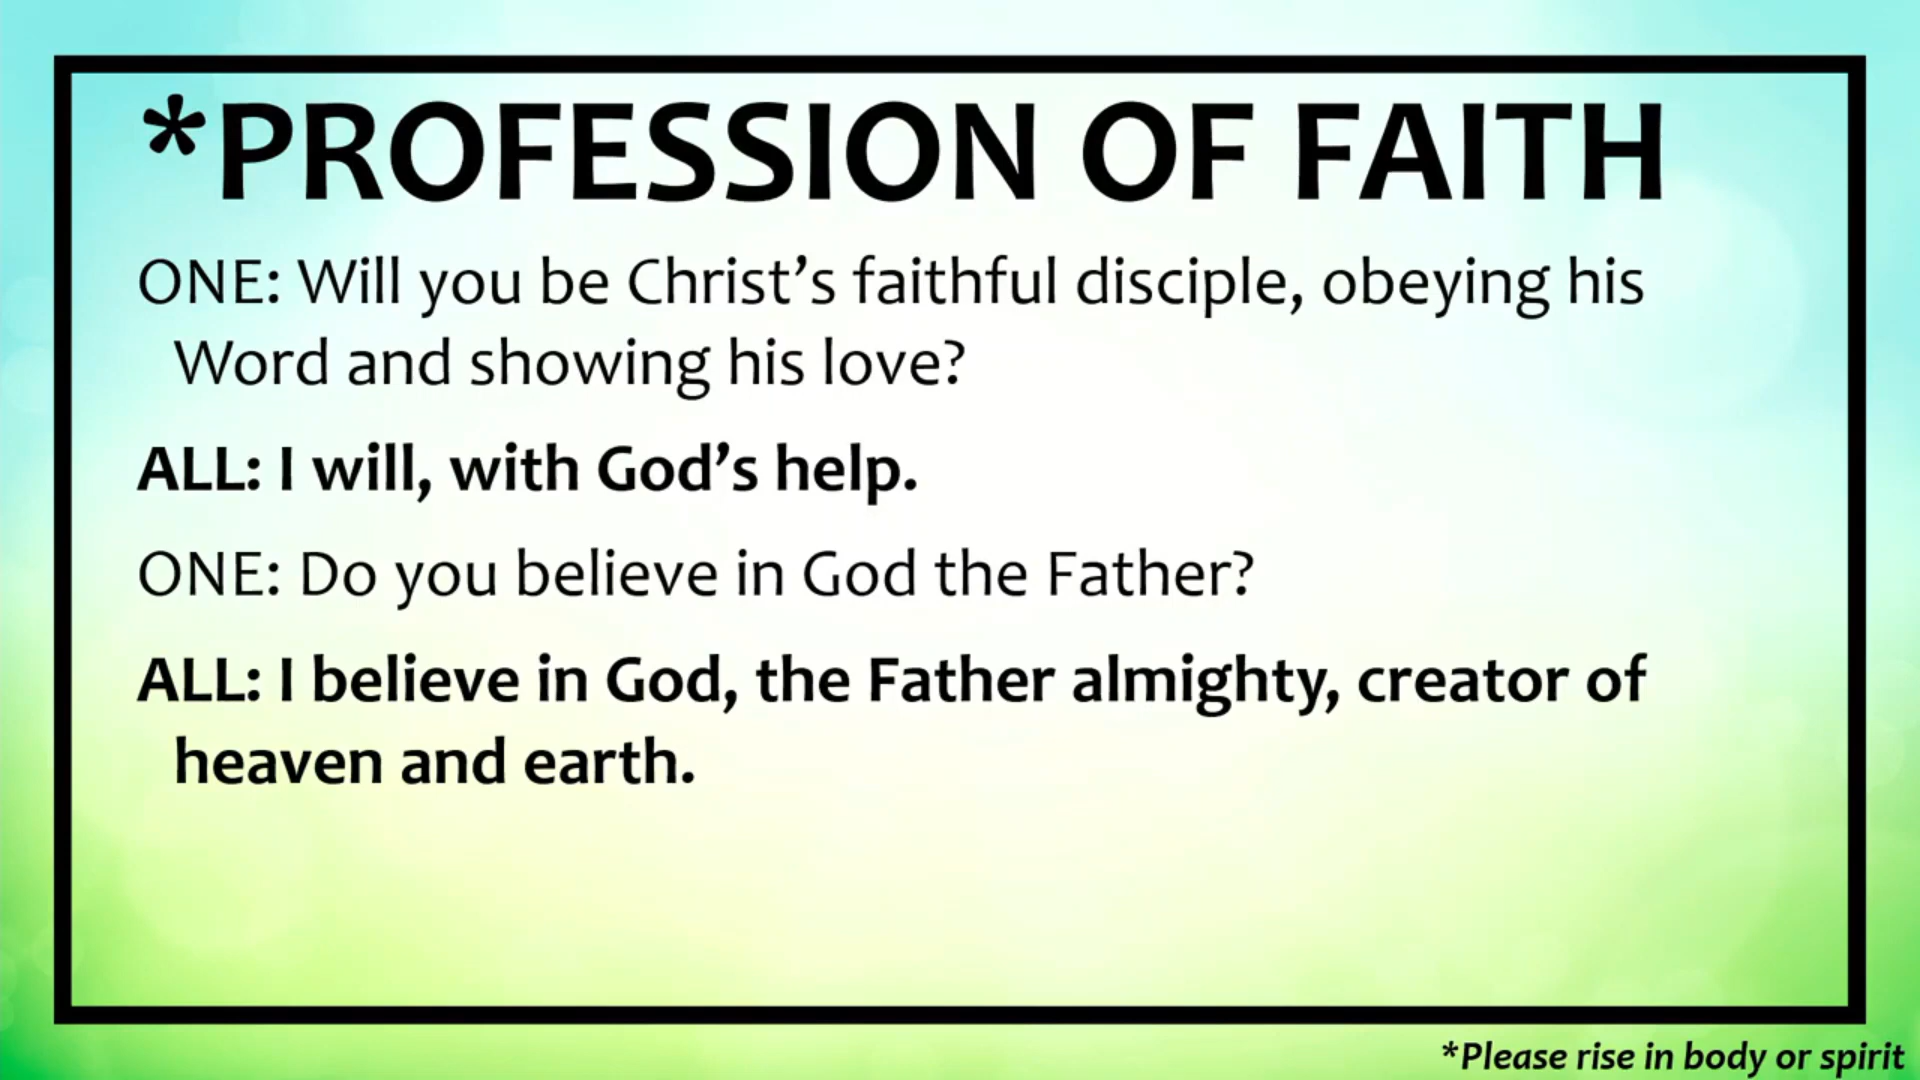 *PROFESSION OF FAITH
ONE: Will you be Christ’s faithful disciple, obeying his
Word and showing his love?
ALL: I will, with God’s help.
ONE: Do you believe in God the Father?
ALL: I believe in God, the Father almighty, creator of
heaven and earth.
*Please rise in body or spirit